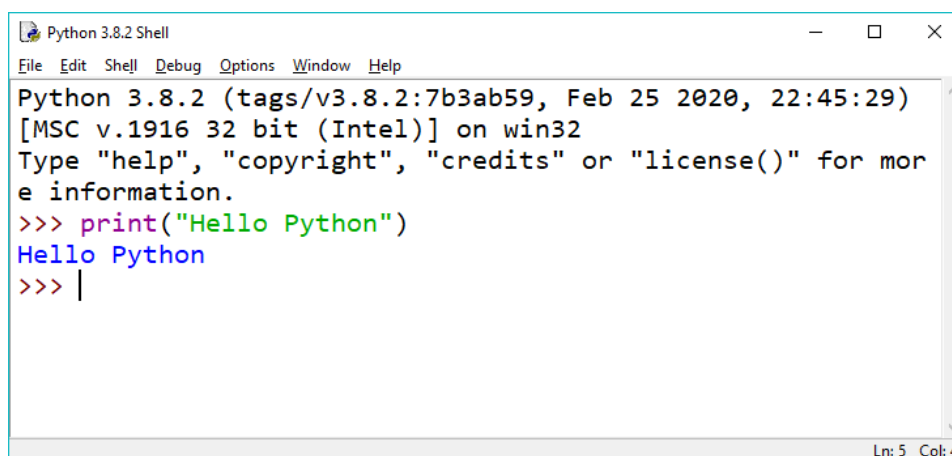 Python 3.8.2 Shell
File Edit Shell Debug Options Window Help
Python 3.8.2 (tags/v3.8.2:7b3ab59, Feb 25 2020, 22:45:29)
[MSC v.1916 32 bit (Intel)] on win32
Type "help", "copyright", "credits" or "license()" for mor
e information.
>>> print("Hello Python")
Hello Python
>>>
Ln: 5 Col: